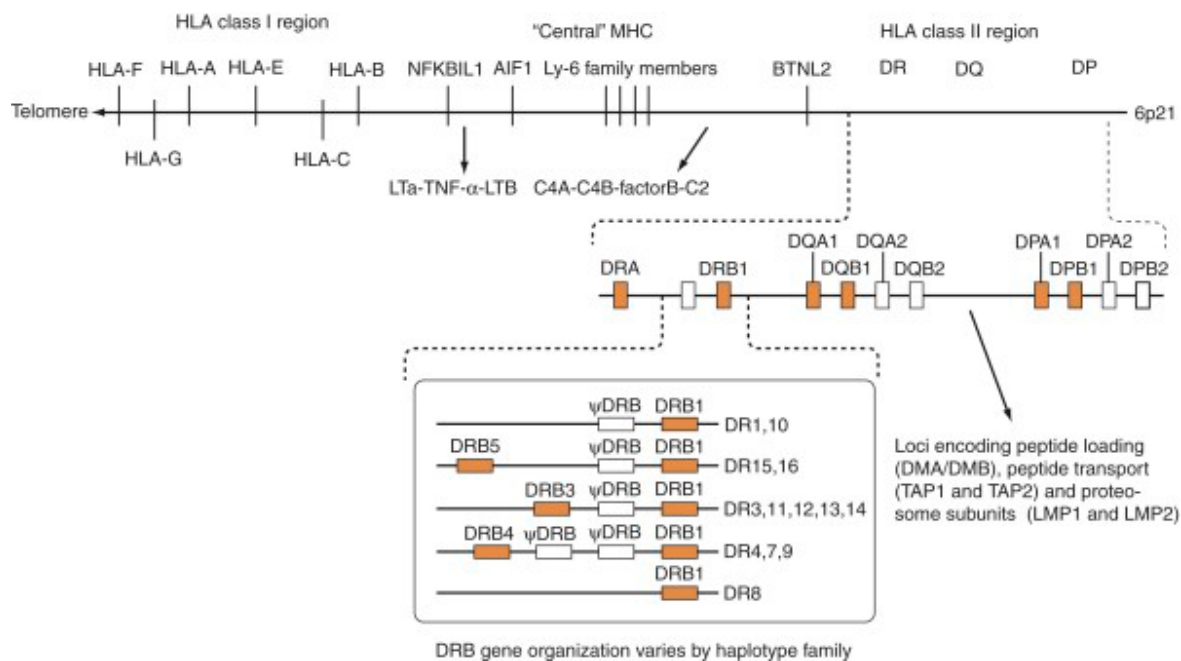 HLA class I region
"Central" MHC
HLA class II region
HLA-F
HLA-A
HLA-E
HLA-B
NFKBIL1
AIF1
Ly-6 family members
BTNL2
DR
DQ
DP
Telomere
6p21
HLA-G
HLA-C
LTa-TNF-α-LTB
C4A-C4B-factorB-C2
DQA1
DQA2
DPA1
DPA2
DRA
DRB1
DQB1
DQB2
DPB1
DPB2
ψDRB
DRB1
DR1,10
DRB5
ψDRB
DRB1
DR15,16
DRB3
ψDRB
DRB1
DR3,11,12,13,14
DRB4
ψDRB
ψDRB
DRB1
DR4,7,9
DRB1
DR8
Loci encoding peptide loading
(DMA/DMB), peptide transport
(TAP1 and TAP2) and proteo-
some subunits (LMP1 and LMP2)
DRB gene organization varies by haplotype family